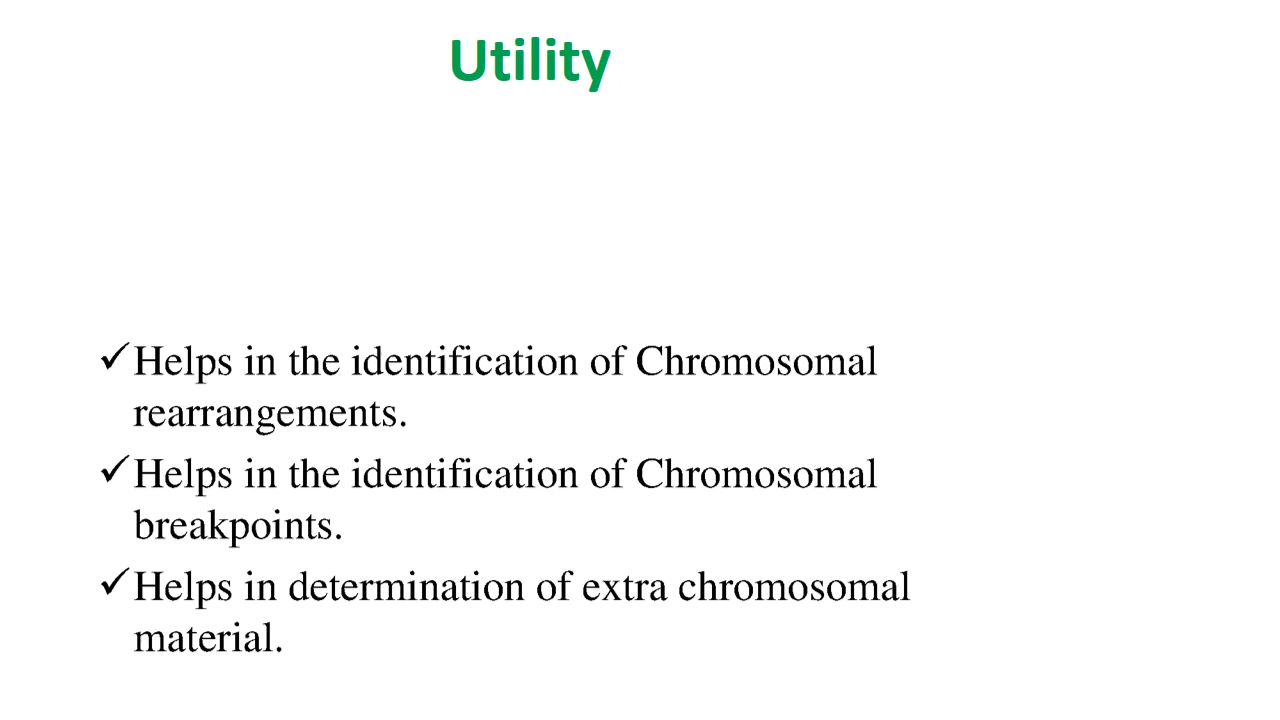 Utility
✓Helps in the identification of Chromosomal
rearrangements.
✓Helps in the identification of Chromosomal
breakpoints.
✓Helps in determination of extra chromosomal
material.